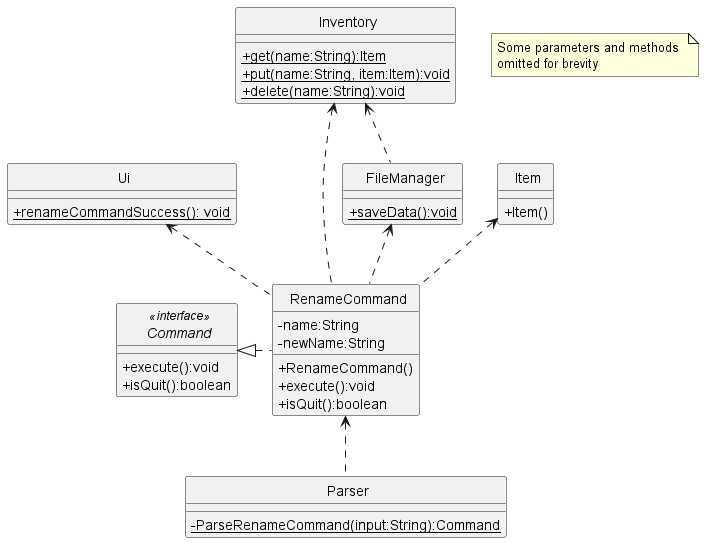 Inventory
+get(name:String):Item
+put(name:String, item:Item):void
+delete(name:String):void
Some parameters and methods
omitted for brevity
Ui
+renameCommandSuccess(): void
FileManager
+saveData():void
Item
+Item()
RenameCommand
-name:String
-newName:String
+RenameCommand()
+execute():void
+isQuit():boolean
«interface»
Command
+execute():void
+isQuit():boolean
Parser
-ParseRenameCommand(input:String):Command